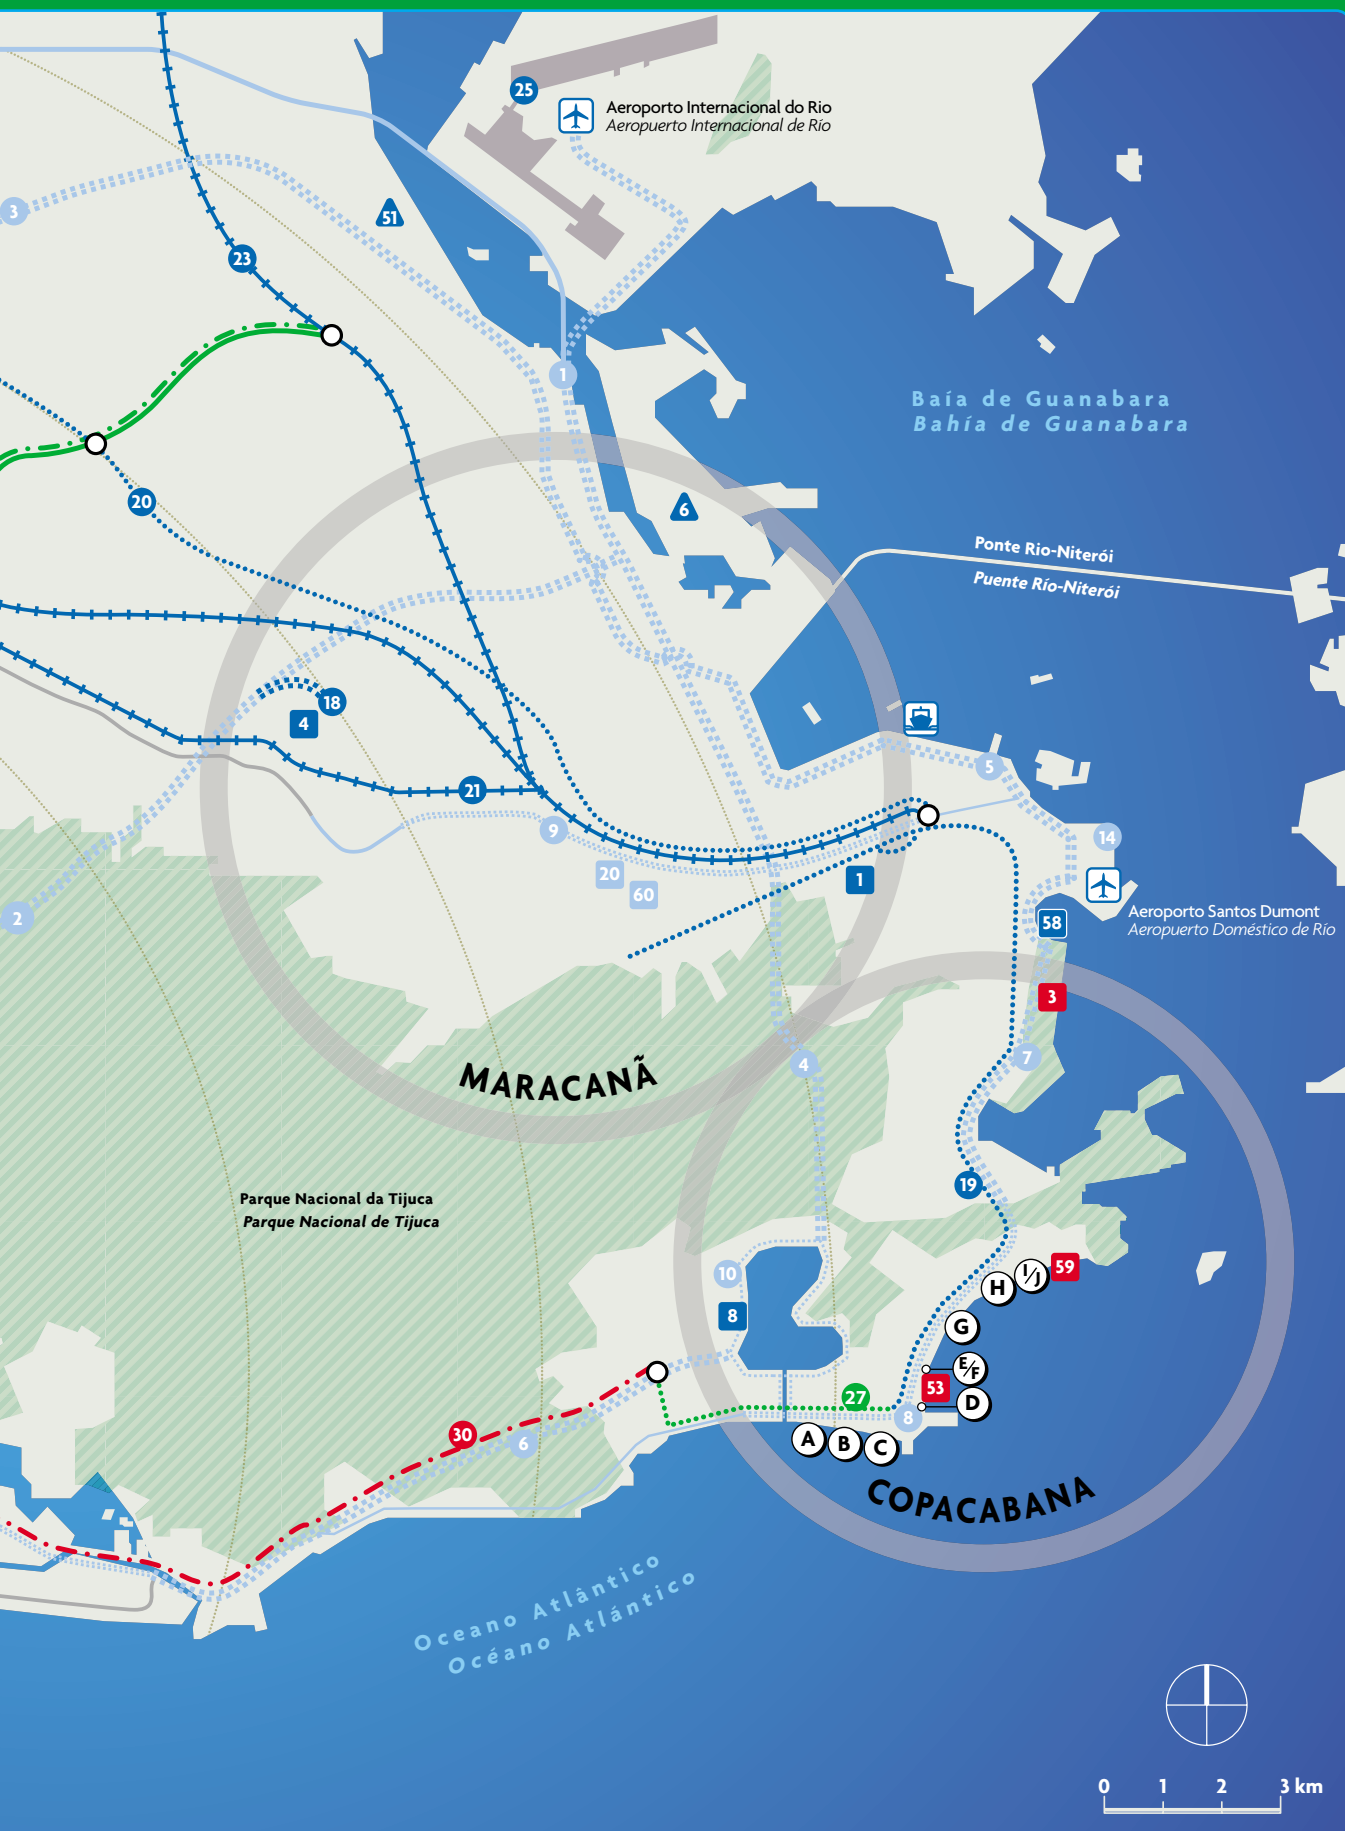 25
Aeroporto Internacional do Rio
Aeropuerto Internacional de Río
3
51
23
1
Baía de Guanabara
Bahía de Guanabara
20
6
Ponte Rio-Niterói
Puente Río-Niterói
18
4
5
21
9
14
20
60
1
2
58
Aeroporto Santos Dumont
Aeropuerto Doméstico de Río
3
7
4
MARACANÃ
19
Parque Nacional da Tijuca
Parque Nacional de Tijuca
10
59
I/J
H
8
G
E/F
53
D
27
8
30
6
A
B
C
COPACABANA
Oceano Atlântico
Océano Atlántico
0 1 2 3 km